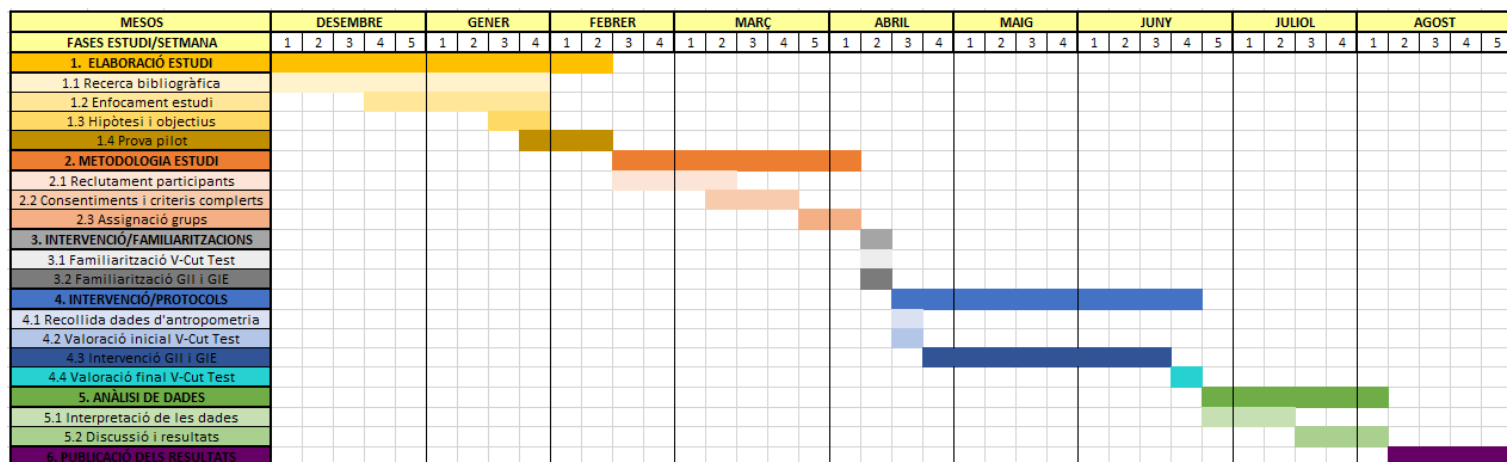 MESOS DESEMBRE GENER FEBRER MARÇ ABRIL MAIG JUNY JULIOL AGOST
FASES ESTUDI/SETMANA 1 2 3 4 5 1 2 3 4 1 2 3 4 1 2 3 4 5 1 2 3 4 1 2 3 4 1 2 3 4 5 1 2 3 4 1 2 3 4 5
1. ELABORACIÓ ESTUDI
1.1 Recerca bibliogràfica
1.2 Enfocament estudi
1.3 Hipòtesi i objectius
1.4 Prova pilot
2. METODOLOGIA ESTUDI
2.1 Reclutament participants
2.2 Consentiments i criteris complerts
2.3 Assignació grups
3. INTERVENCIÓ/FAMILIARITZACIONS
3.1 Familiarització V-Cut Test
3.2 Familiarització GII i GIE
4. INTERVENCIÓ/PROTOCOLS
4.1 Recollida dades d'antropometria
4.2 Valoració inicial V-Cut Test
4.3 Intervenció GII i GIE
4.4 Valoració final V-Cut Test
5. ANÀLISI DE DADES
5.1 Interpretació de les dades
5.2 Discussió i resultats
6. PUBLICACIÓ DELS RESULTATS